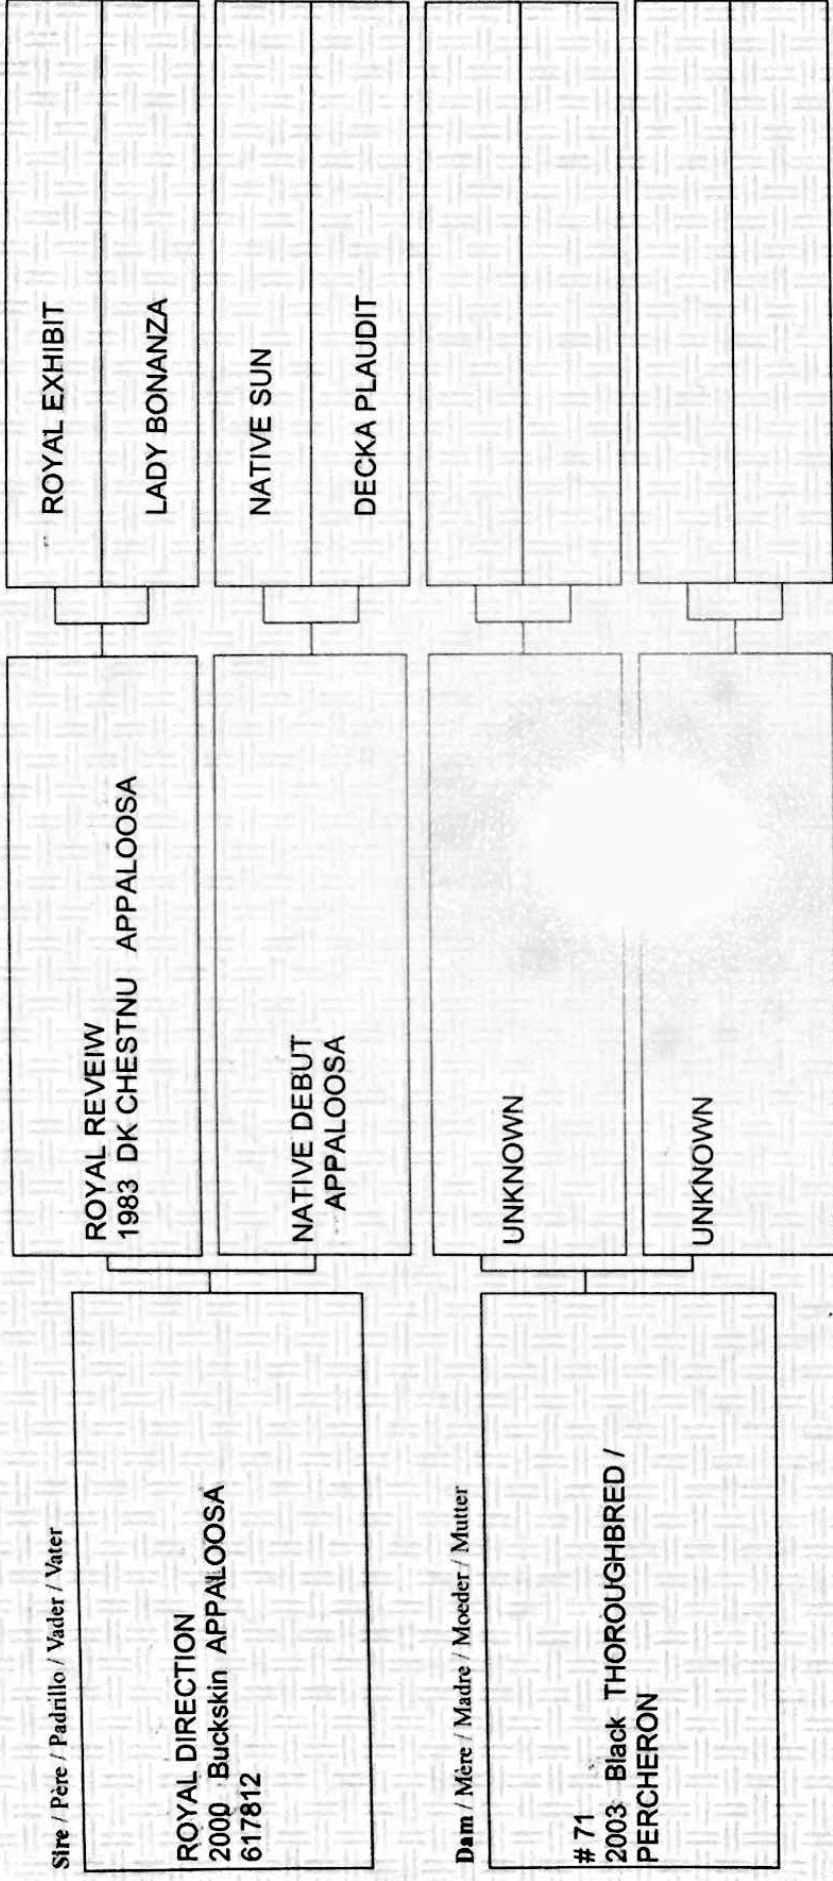 Sire / Père / Padrillo / Vader / Vater
ROYAL DIRECTION
2000 Buckskin APPALOOSA
617812
ROYAL REVEIW
1983 DK CHESTNU APPALOOSA
ROYAL EXHIBIT
LADY BONANZA
NATIVE DEBUT
APPALOOSA
NATIVE SUN
DECKA PLAUDIT
Dam / Mère / Madre / Moeder / Mutter
# 71
2003 Black THOROUGHBRED /
PERCHERON
UNKNOWN
UNKNOWN